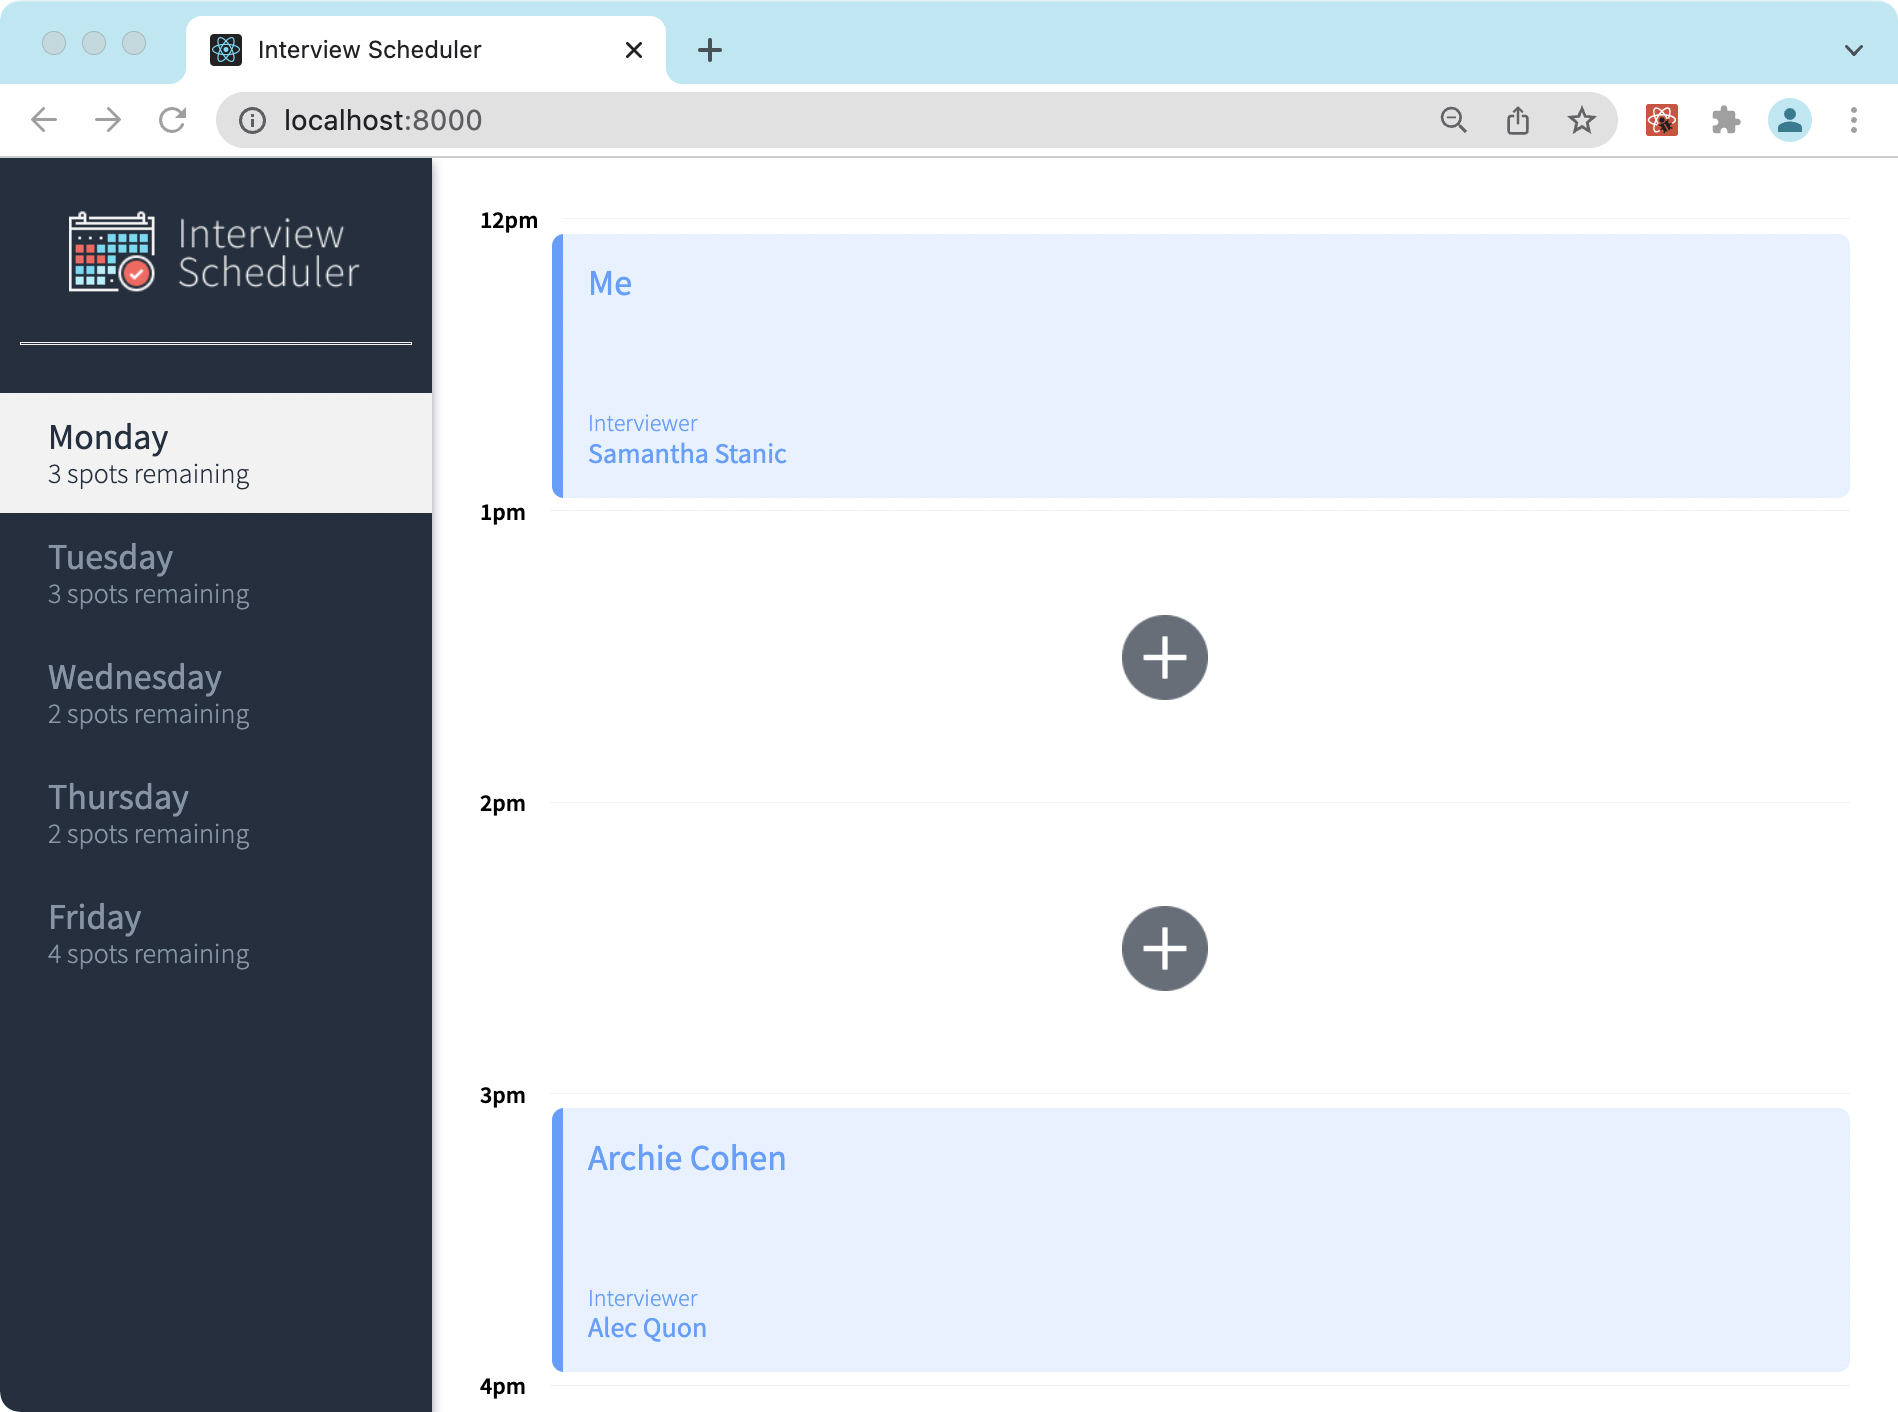 Interview Scheduler
localhost:8000
Interview
Scheduler
Monday
3 spots remaining
Tuesday
3 spots remaining
Wednesday
2 spots remaining
Thursday
2 spots remaining
Friday
4 spots remaining
12pm
Me
Interviewer
Samantha Stanic
1pm
2pm
3pm
Archie Cohen
Interviewer
Alec Quon
4pm